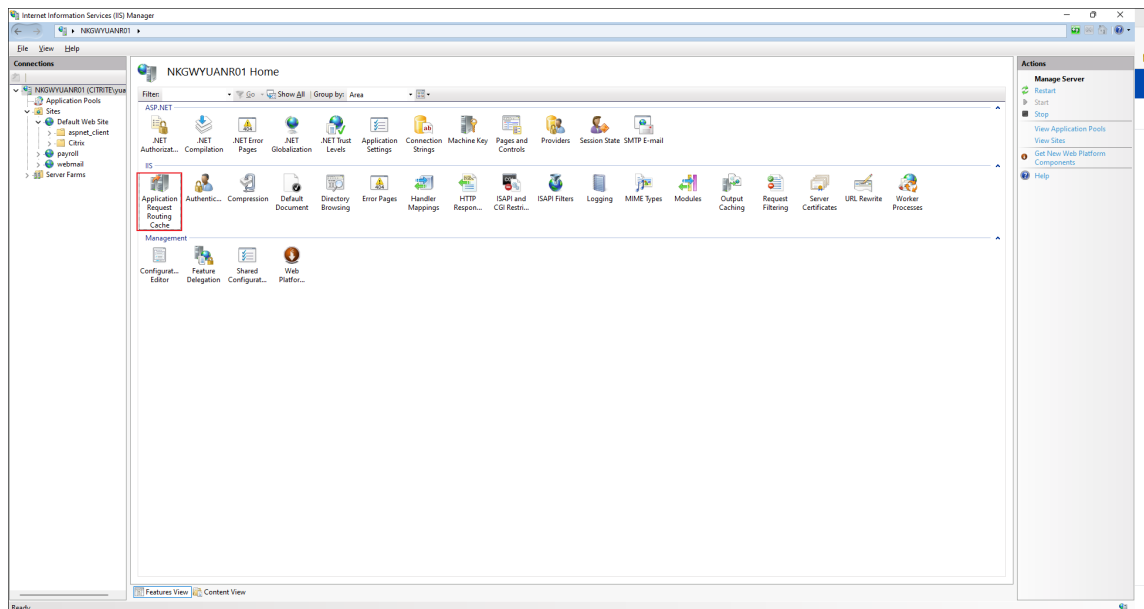 Internet Information Services (IIS) Manager
NKGWYUANR01
File View Help
Connections
NKGWYUANR01 (CITRITE\yua
Application Pools
Sites
Default Web Site
aspnet_client
Citrix
payroll
webmail
Server Farms
NKGWYUANR01 Home
Filter: Go Show All Group by: Area
ASP.NET
.NET Authorizat...
.NET Compilation
.NET Error Pages
.NET Globalization
.NET Trust Levels
Application Settings
Connection Strings
Machine Key
Pages and Controls
Providers
Session State
SMTP E-mail
IIS
Application Request Routing Cache
Authentic...
Compression
Default Document
Directory Browsing
Error Pages
Handler Mappings
HTTP Respon...
ISAPI and CGI Restri...
ISAPI Filters
Logging
MIME Types
Modules
Output Caching
Request Filtering
Server Certificates
URL Rewrite
Worker Processes
Management
Configurat... Editor
Feature Delegation
Shared Configurat...
Web Platfor...
Features View Content View
Ready
Actions
Manage Server
Restart
Start
Stop
View Application Pools
View Sites
Get New Web Platform
Components
Help